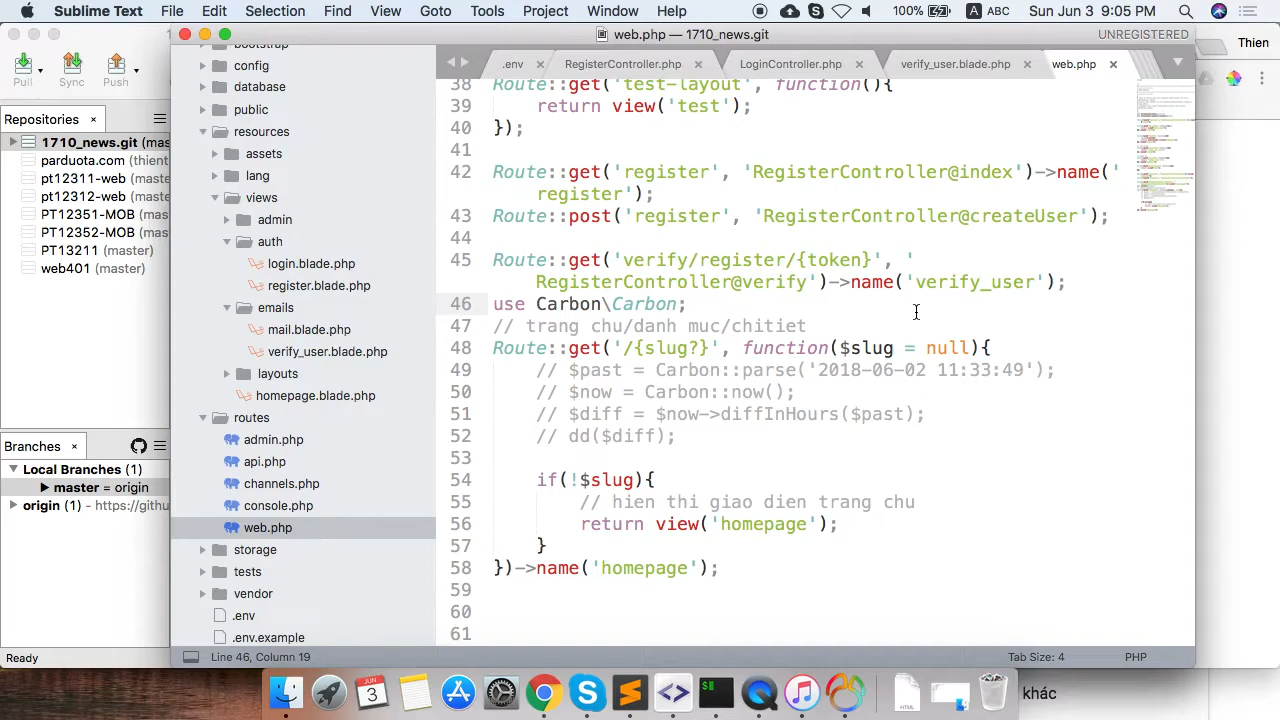 Sublime Text File Edit Selection Find View Goto Tools Project Window Help 100% A ABC Sun Jun 3 9:05 PM
web.php — 1710_news.git UNREGISTERED
Pull Sync Push
Thien
.env × RegisterController.php × LoginController.php × verify_user.blade.php × web.php ×
Repositories ×
1710_news.git (mas
parduota.com (thient
pt12311-web (master)
pt12312-web (master)
PT12351-MOB (master
PT12352-MOB (master
PT13211 (master)
web401 (master)
Branches ×
Local Branches (1)
master = origin
origin (1) - https://githu
Ready
bootstrap
config
database
public
resources
assets
lang
views
admin
auth
login.blade.php
register.blade.php
emails
mail.blade.php
verify_user.blade.php
layouts
homepage.blade.php
routes
admin.php
api.php
channels.php
console.php
web.php
storage
tests
vendor
.env
.env.example
38 Route::get('test-layout', function(){
39 return view('test');
40 });
41
42 Route::get('register', 'RegisterController@index')->name('
register');
43 Route::post('register', 'RegisterController@createUser');
44
45 Route::get('verify/register/{token}', '
RegisterController@verify')->name('verify_user');
46 use Carbon\Carbon;
47 // trang chu/danh muc/chitiet
48 Route::get('/{slug?}', function($slug = null){
49 // $past = Carbon::parse('2018-06-02 11:33:49');
50 // $now = Carbon::now();
51 // $diff = $now->diffInHours($past);
52 // dd($diff);
53
54 if(!$slug){
55 // hien thi giao dien trang chu
56 return view('homepage');
57 }
58 })->name('homepage');
59
60
61
Line 46, Column 19 Tab Size: 4 PHP
3
HTML
khác